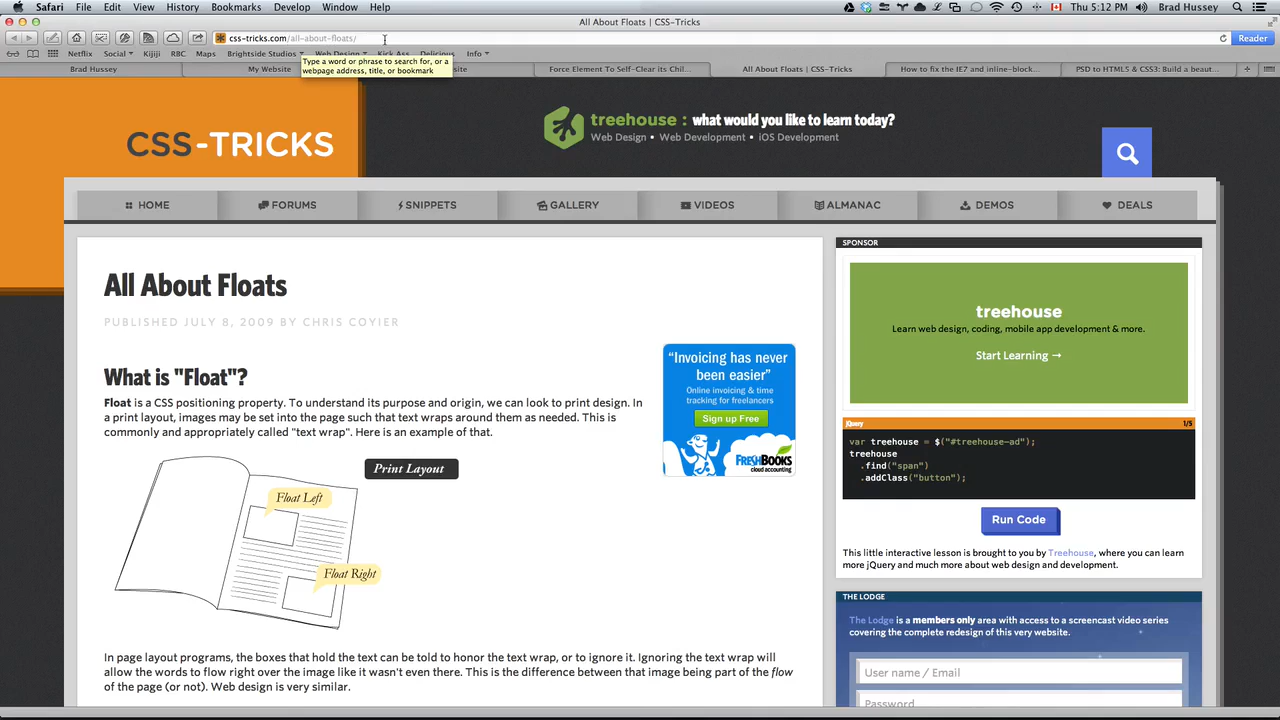 Safari File Edit View History Bookmarks Develop Window Help
Thu 5:12 PM Brad Hussey
All About Floats | CSS-Tricks
css-tricks.com/all-about-floats/
Reader
Netflix Social RBC Maps Brightside Studios Web Design Kick Ass Delicious Info
Type a word or phrase to search for, or a
webpage address, title, or bookmark
Brad Hussey
My Website
Force Element To Self-Clear its Chil...
All About Floats | CSS-Tricks
How to fix the IE7 and inline-block...
PSD to HTML5 & CSS3: Build a beaut...
CSS-TRICKS
treehouse : what would you like to learn today?
Web Design • Web Development • iOS Development
HOME
FORUMS
SNIPPETS
GALLERY
VIDEOS
ALMANAC
DEMOS
DEALS
All About Floats
PUBLISHED JULY 8, 2009 BY CHRIS COYIER
What is "Float"?
Float is a CSS positioning property. To understand its purpose and origin, we can look to print design. In
a print layout, images may be set into the page such that text wraps around them as needed. This is
commonly and appropriately called "text wrap". Here is an example of that.
"Invoicing has never
been easier"
Online invoicing & time
tracking for freelancers
Sign up Free
FRESHBOOKS
cloud accounting
Print Layout
Float Left
Float Right
In page layout programs, the boxes that hold the text can be told to honor the text wrap, or to ignore it. Ignoring the text wrap will
allow the words to flow right over the image like it wasn't even there. This is the difference between that image being part of the flow
of the page (or not). Web design is very similar.
SPONSOR
treehouse
Learn web design, coding, mobile app development & more.
Start Learning →
jQuery 1/5
var treehouse = $("#treehouse-ad");
treehouse
.find("span")
.addClass("button");
Run Code
This little interactive lesson is brought to you by Treehouse, where you can learn
more jQuery and much more about web design and development.
THE LODGE
The Lodge is a members only area with access to a screencast video series
covering the complete redesign of this very website.
User name / Email
Password